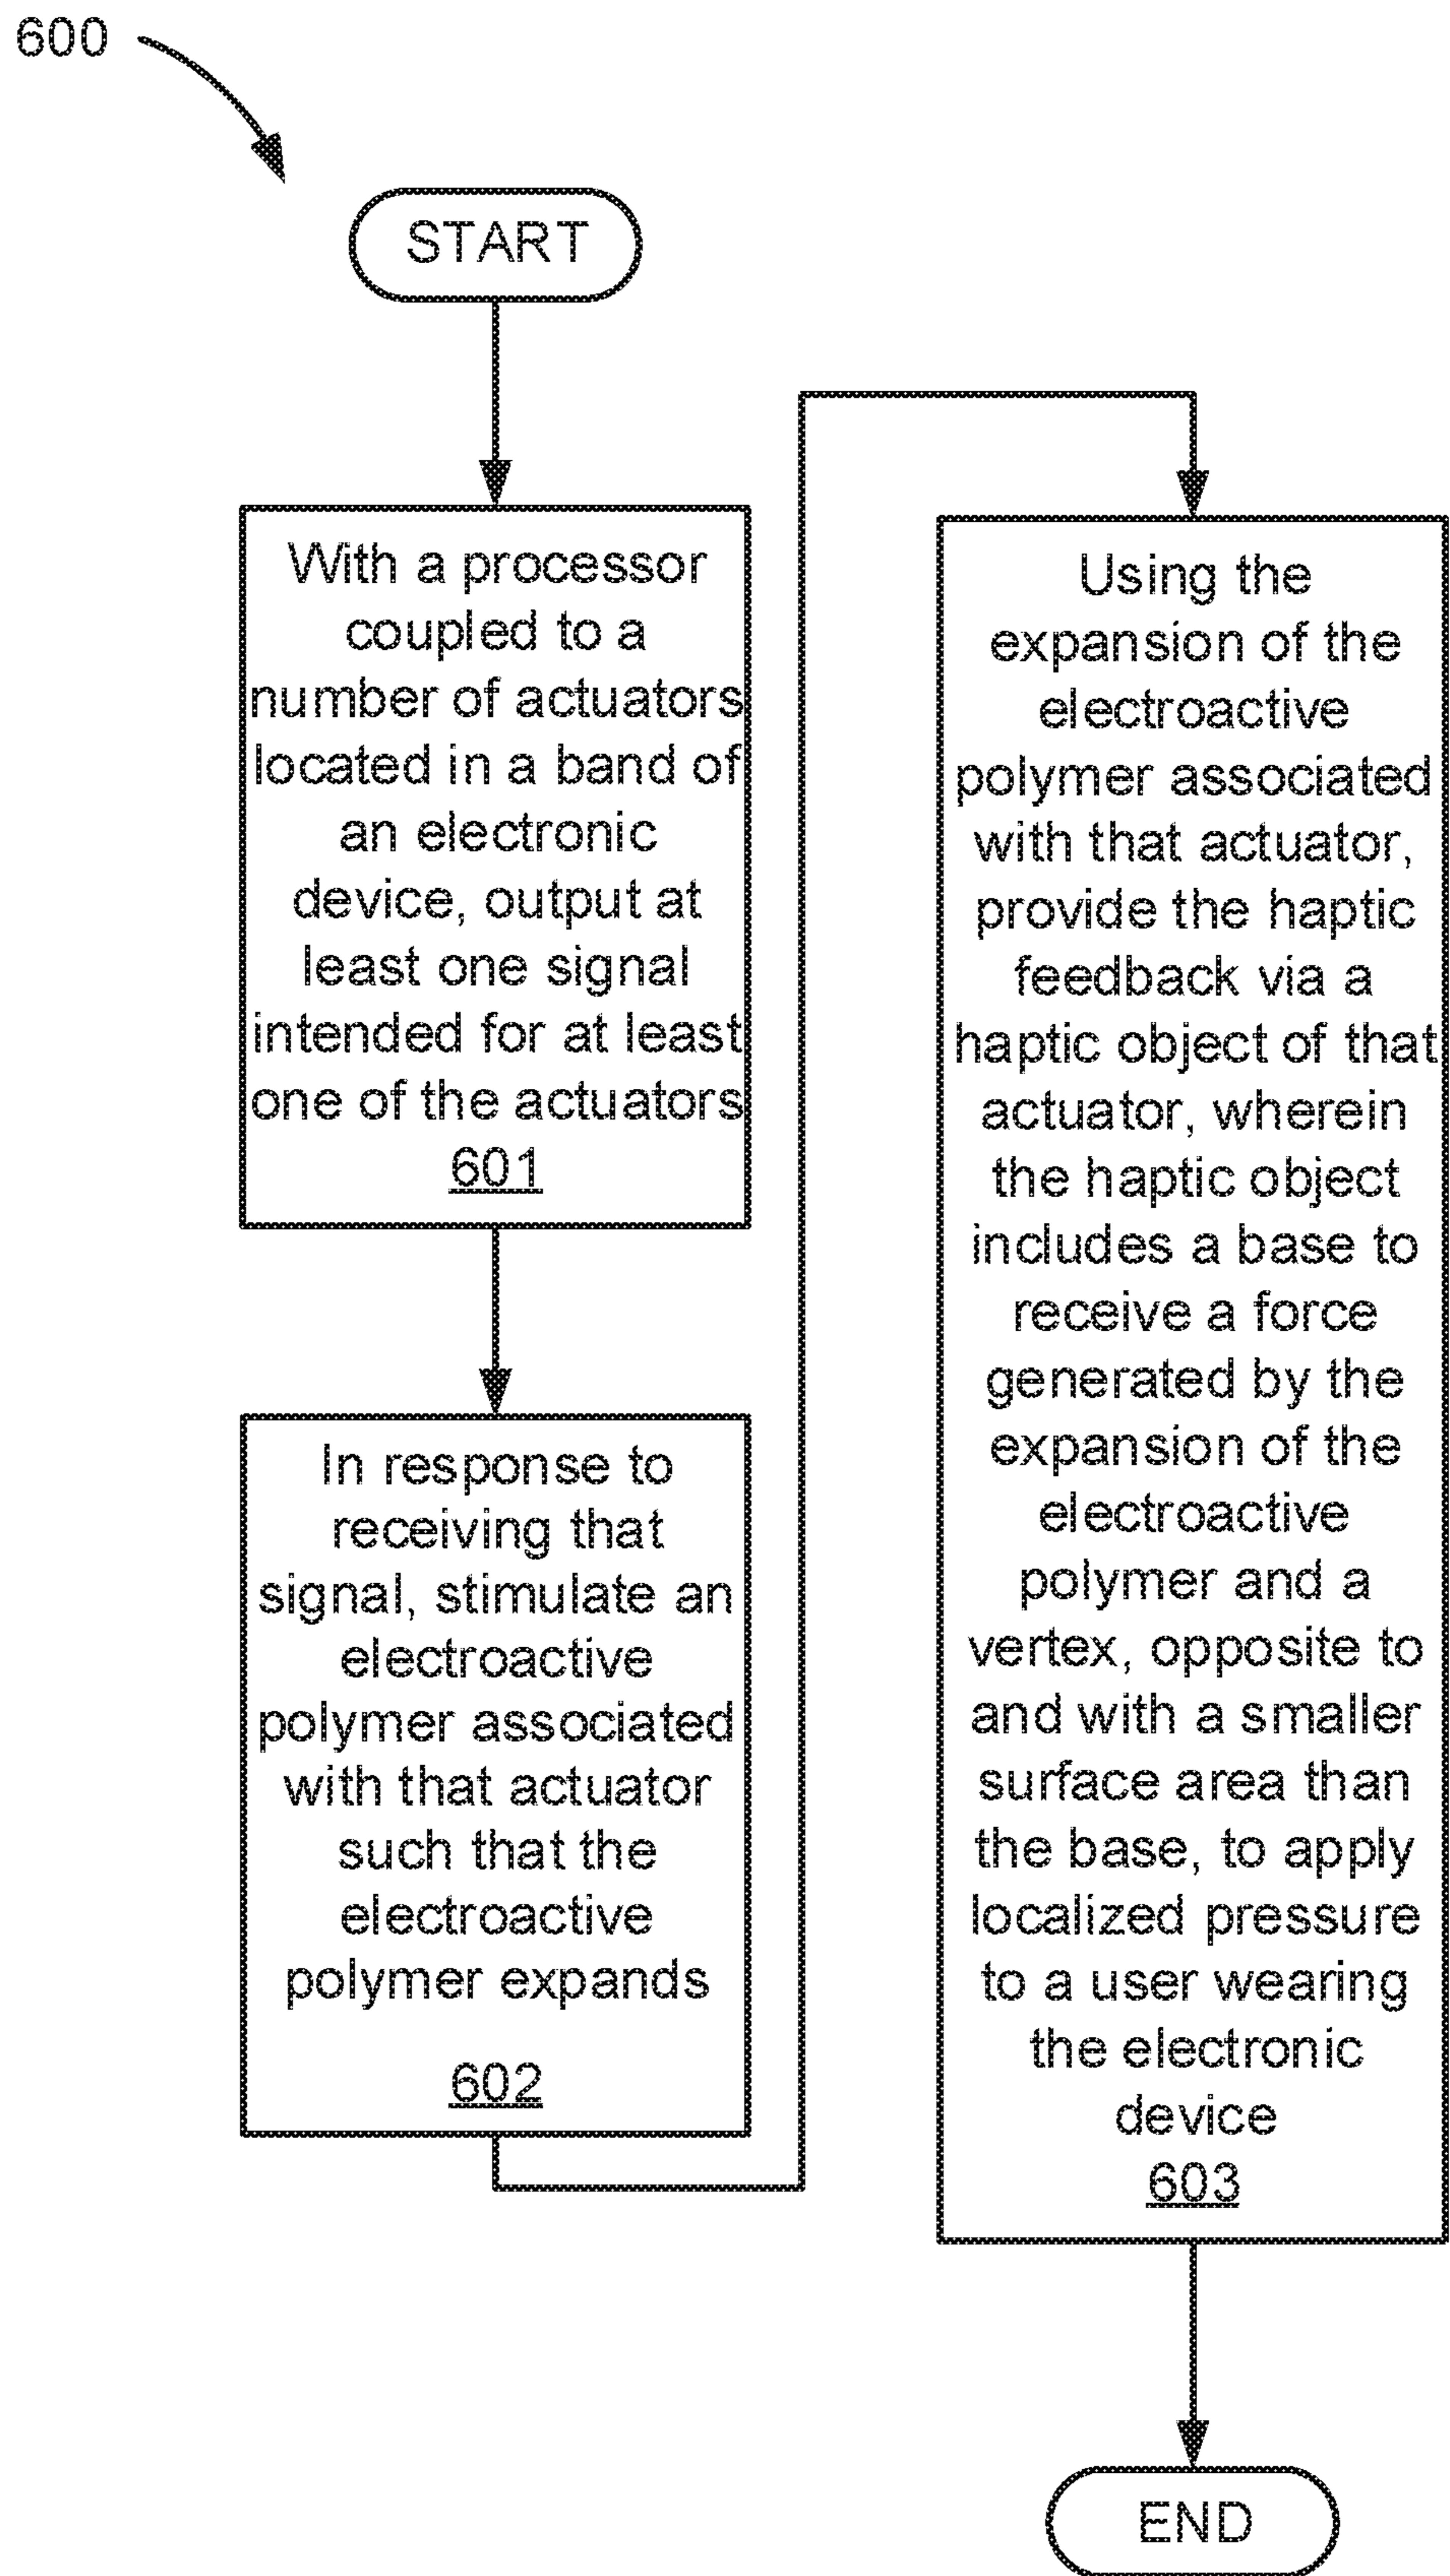 600
START
With a processor
coupled to a
number of actuators
located in a band of
an electronic
device, output at
least one signal
intended for at least
one of the actuators
601
In response to
receiving that
signal, stimulate an
electroactive
polymer associated
with that actuator
such that the
electroactive
polymer expands
602
Using the
expansion of the
electroactive
polymer associated
with that actuator,
provide the haptic
feedback via a
haptic object of that
actuator, wherein
the haptic object
includes a base to
receive a force
generated by the
expansion of the
electroactive
polymer and a
vertex, opposite to
and with a smaller
surface area than
the base, to apply
localized pressure
to a user wearing
the electronic
device
603
END